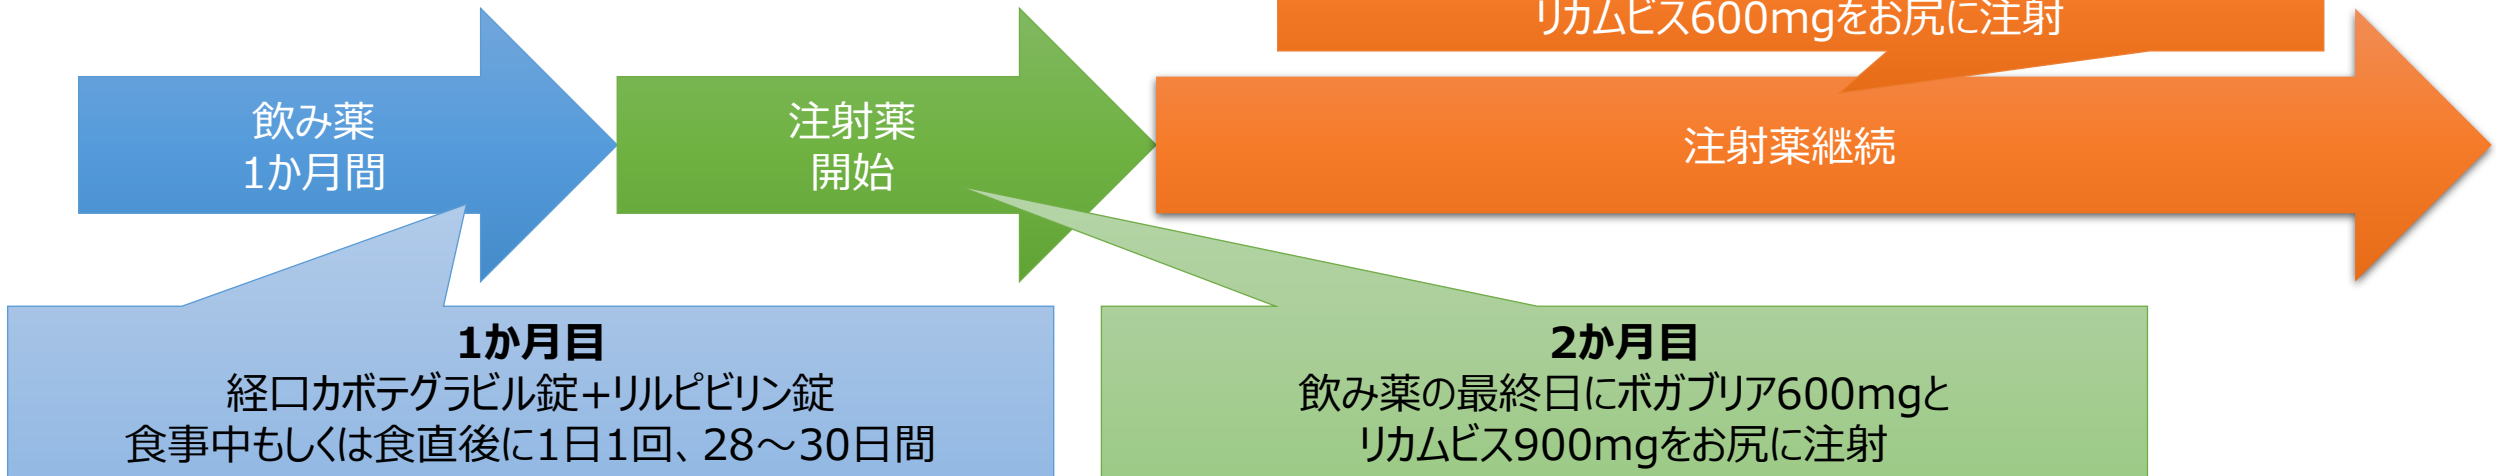 リカムビス600mgをお尻に注射
飲み薬
1か月間
注射薬
開始
注射薬継続
1か月目
経口カボテグラビル錠+リルピビリン錠
食事中もしくは食直後に1日1回、28～30日間
2か月目
飲み薬の最終日にボカブリア600mgと
リカムビス900mgをお尻に注射